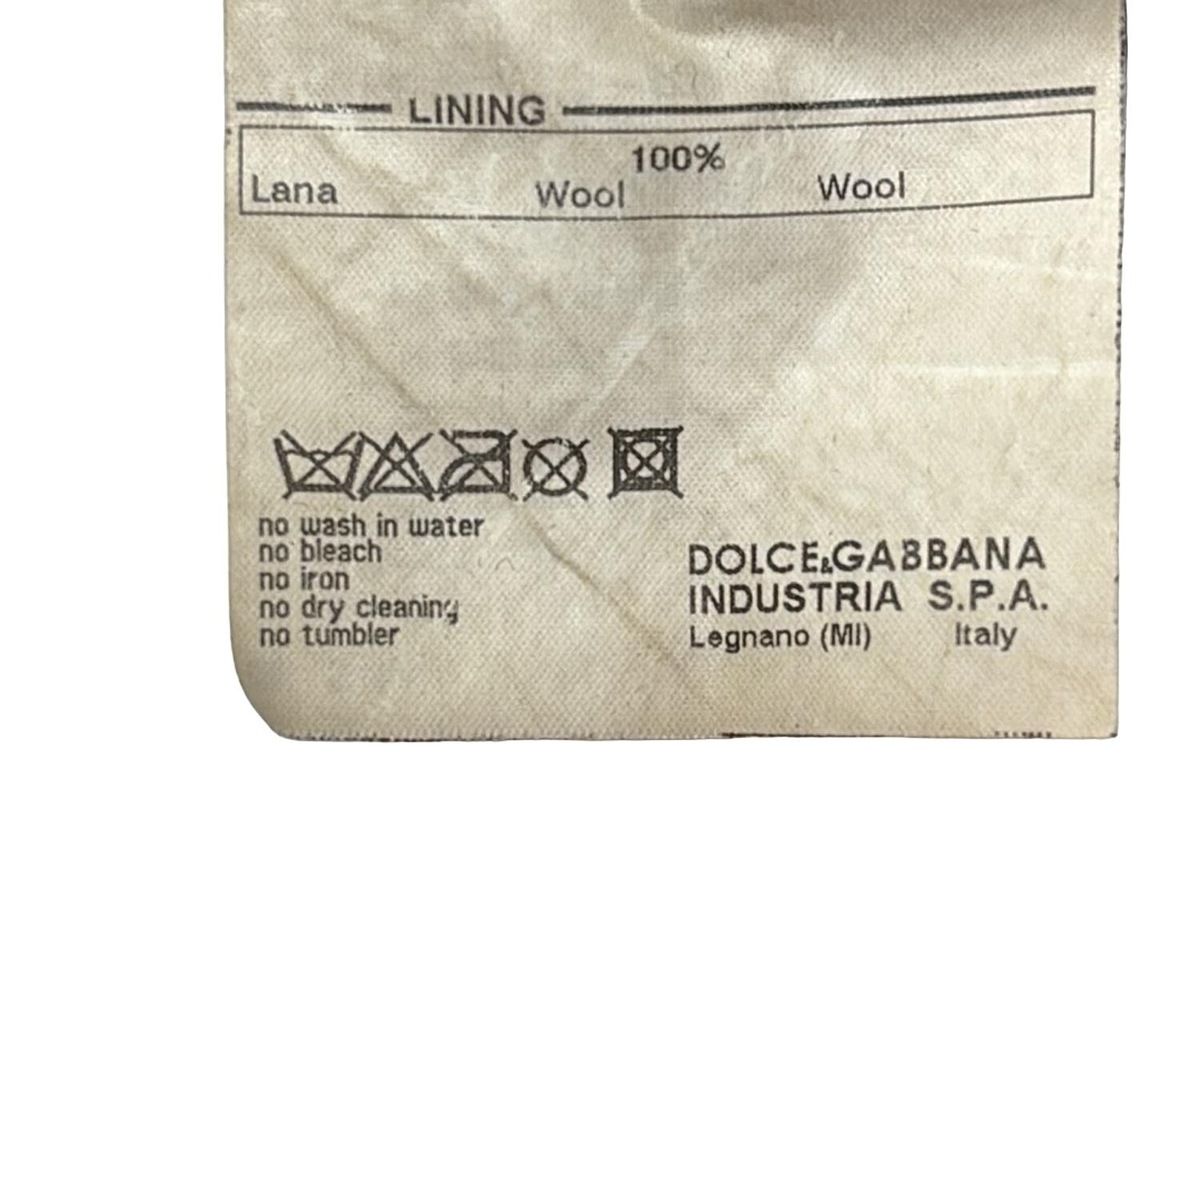 LINING
100%
Lana Wool Wool
no wash in water
no bleach
no iron
no dry cleaning
no tumbler
DOLCE&GABBANA
INDUSTRIA S.P.A.
Legnano (MI) Italy